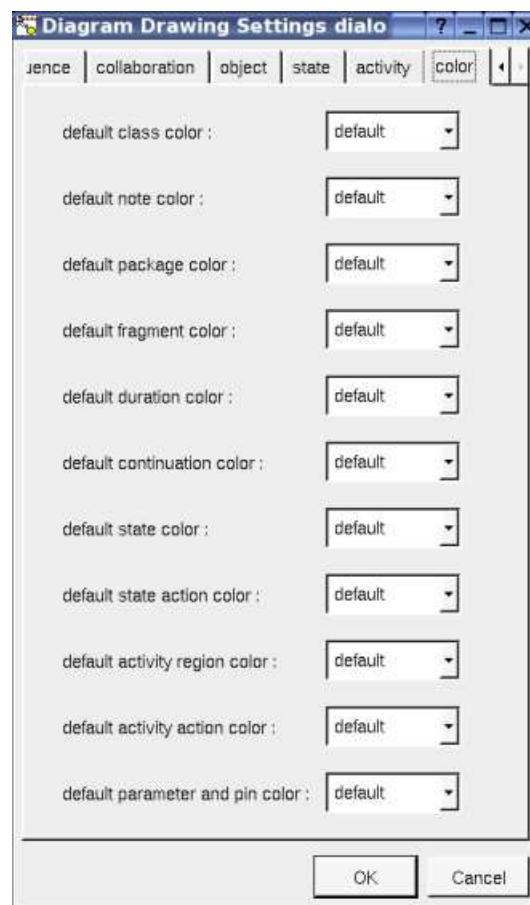 Diagram Drawing Settings dialo ? _
uence collaboration object state activity color
default class color : default
default note color : default
default package color : default
default fragment color : default
default duration color : default
default continuation color : default
default state color : default
default state action color : default
default activity region color : default
default activity action color : default
default parameter and pin color : default
OK Cancel